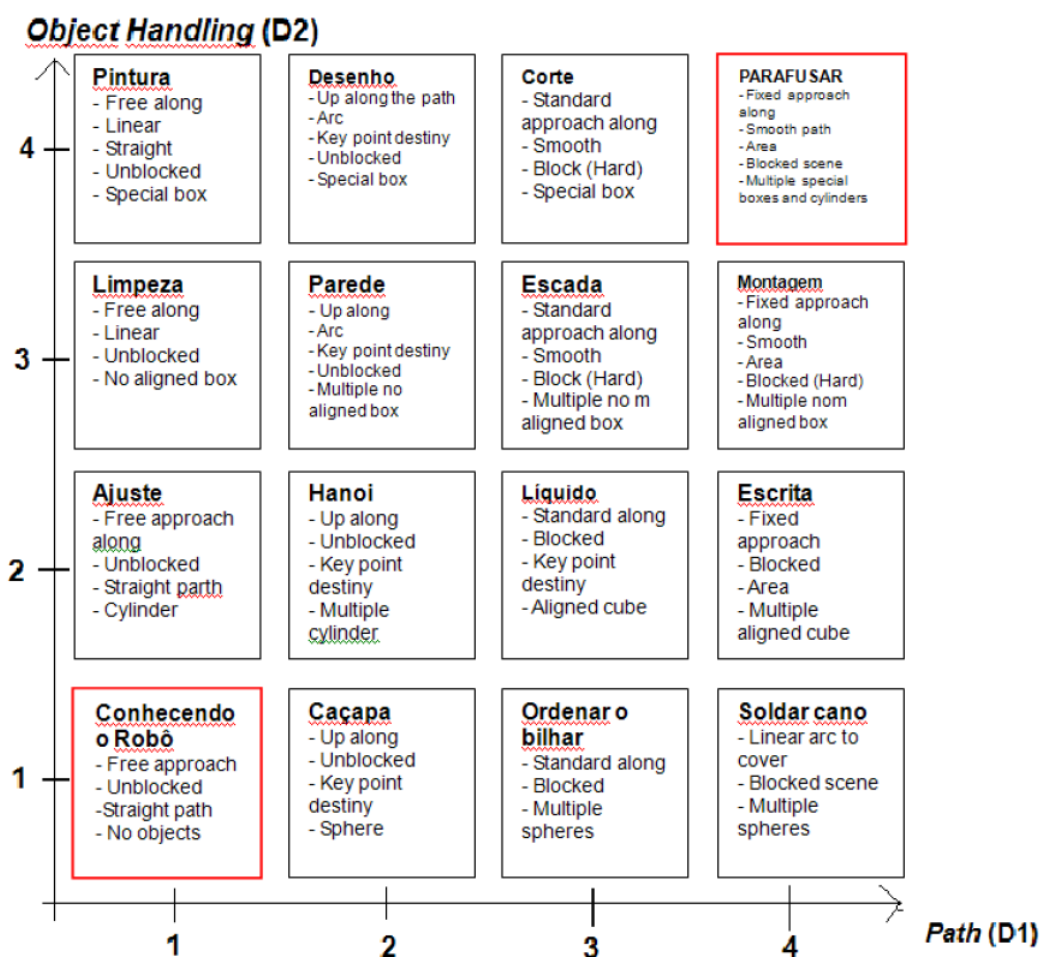 Object Handling (D2)
4
Pintura
- Free along
- Linear
- Straight
- Unblocked
- Special box
Desenho
- Up along the path
- Arc
- Key point destiny
- Unblocked
- Special box
Corte
- Standard
approach along
- Smooth
- Block (Hard)
- Special box
PARAFUSAR
- Fixed approach
along
- Smooth path
- Area
- Blocked scene
- Multiple special
boxes and cylinders
3
Limpeza
- Free along
- Linear
- Unblocked
- No aligned box
Parede
- Up along
- Arc
- Key point destiny
- Unblocked
- Multiple no
aligned box
Escada
- Standard
approach along
- Smooth
- Block (Hard)
- Multiple no m
aligned box
Montagem
- Fixed approach
along
- Smooth
- Area
- Blocked (Hard)
- Multiple nom
aligned box
2
Ajuste
- Free approach
along
- Unblocked
- Straight parth
- Cylinder
Hanoi
- Up along
- Unblocked
- Key point
destiny
- Multiple
cylinder
Líquido
- Standard along
- Blocked
- Key point
destiny
- Aligned cube
Escrita
- Fixed
approach
- Blocked
- Area
- Multiple
aligned cube
1
Conhecendo
o Robô
- Free approach
- Unblocked
-Straight path
- No objects
Caçapa
- Up along
- Unblocked
- Key point
destiny
- Sphere
Ordenar o
bilhar
- Standard along
- Blocked
- Multiple
spheres
Soldar cano
- Linear arc to
cover
- Blocked scene
- Multiple
spheres
1
2
3
4
Path (D1)